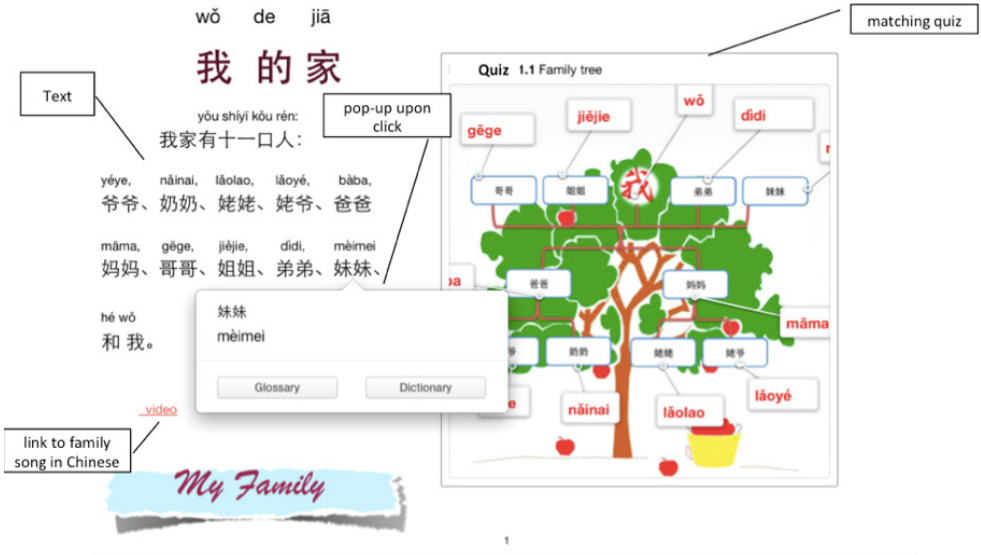 wǒ de jiā
我 的 家
yǒu shíyī kǒu rén:
我家有十一口人：
yéye, nǎinai, lǎolao, lǎoyé, bàba,
爷爷、奶奶、姥姥、姥爷、爸爸
māma, gēge, jiějie, dìdi, mèimei
妈妈、哥哥、姐姐、弟弟、妹妹、
hé wǒ
和 我。
妹妹
mèimei
Glossary Dictionary
video
My Family
Text
pop-up upon
click
link to family
song in Chinese
matching quiz
Quiz 1.1 Family tree
gēge
jiějie
wǒ
dìdi
哥哥
姐姐
我
弟弟
妹妹
爸爸
妈妈
māma
爷
奶奶
姥姥
姥爷
nǎinai
lǎolao
lǎoyé
1